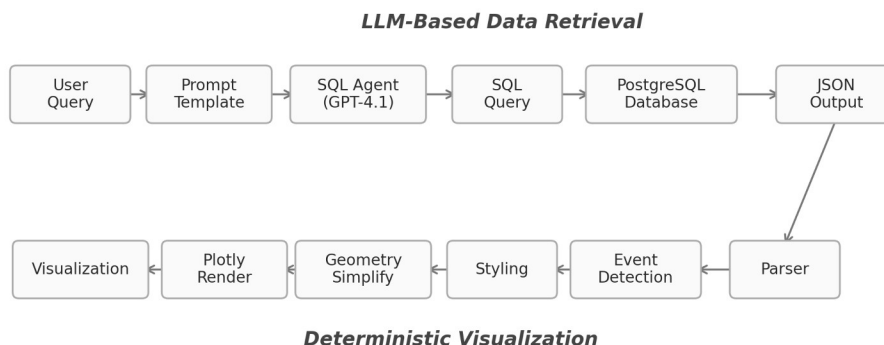 LLM-Based Data Retrieval
User
Query
Prompt
Template
SQL Agent
(GPT-4.1)
SQL
Query
PostgreSQL
Database
JSON
Output
Visualization
Plotly
Render
Geometry
Simplify
Styling
Event
Detection
Parser
Deterministic Visualization